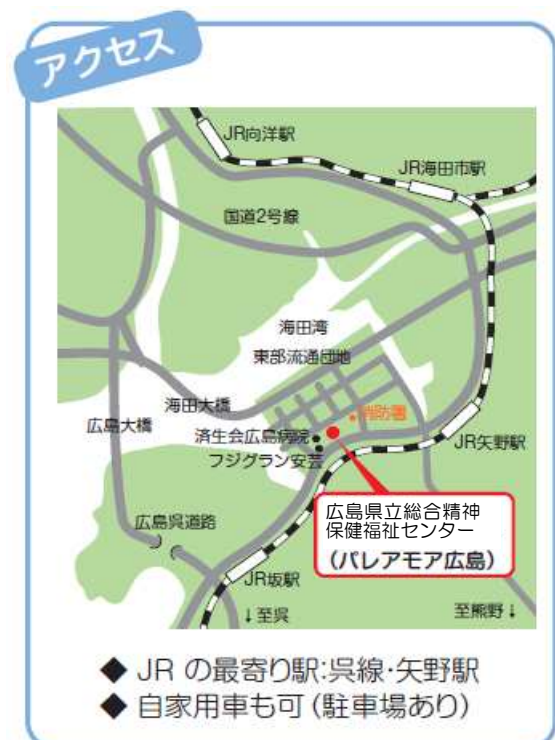 アクセス
JR向洋駅
JR海田市駅
国道2号線
海田湾
東部流通団地
海田大橋
消防署
広島大橋
済生会広島病院
フジグラン安芸
JR矢野駅
広島県立総合精神
保健福祉センター
(パレアモア広島)
広島呉道路
JR坂駅
↓至呉
至熊野↓
◆ JR の最寄り駅:呉線・矢野駅
◆ 自家用車も可(駐車場あり)